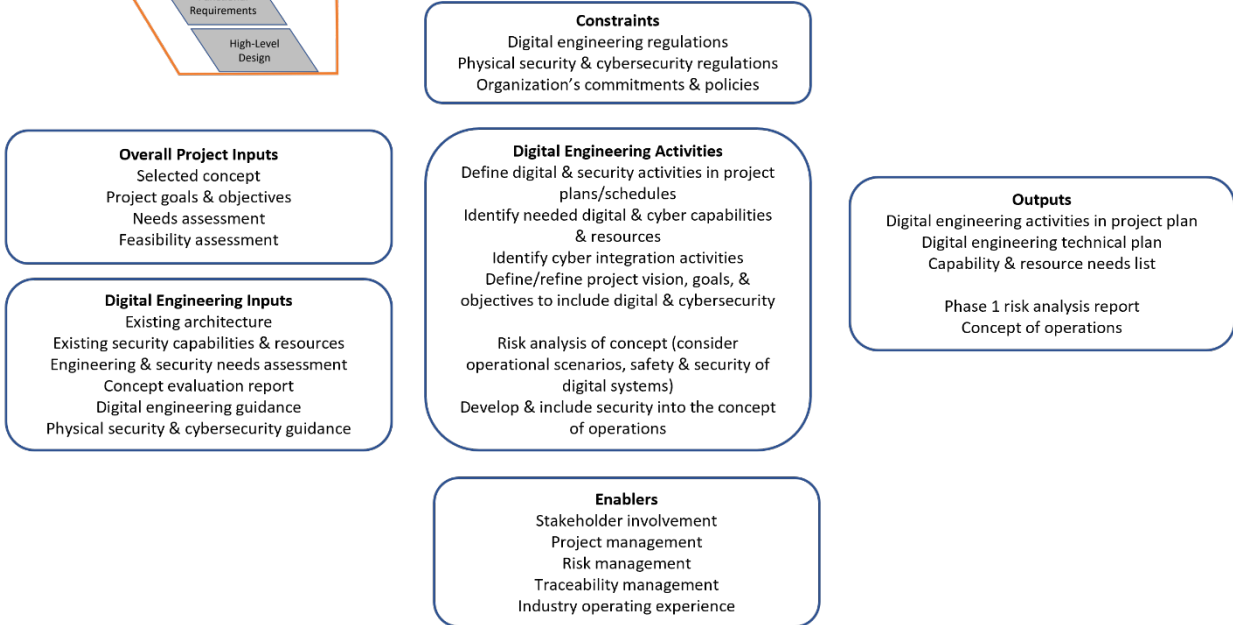 Requirements
High-Level
Design
Constraints
Digital engineering regulations
Physical security & cybersecurity regulations
Organization's commitments & policies
Overall Project Inputs
Selected concept
Project goals & objectives
Needs assessment
Feasibility assessment
Digital Engineering Inputs
Existing architecture
Existing security capabilities & resources
Engineering & security needs assessment
Concept evaluation report
Digital engineering guidance
Physical security & cybersecurity guidance
Digital Engineering Activities
Define digital & security activities in project
plans/schedules
Identify needed digital & cyber capabilities
& resources
Identify cyber integration activities
Define/refine project vision, goals, &
objectives to include digital & cybersecurity
Risk analysis of concept (consider
operational scenarios, safety & security of
digital systems)
Develop & include security into the concept
of operations
Outputs
Digital engineering activities in project plan
Digital engineering technical plan
Capability & resource needs list
Phase 1 risk analysis report
Concept of operations
Enablers
Stakeholder involvement
Project management
Risk management
Traceability management
Industry operating experience